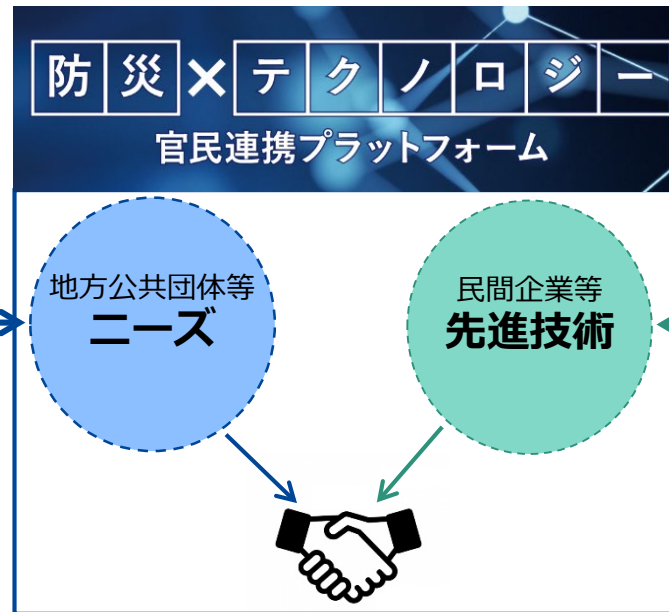 防災×テクノロジー
官民連携プラットフォーム
地方公共団体等
ニーズ
民間企業等
先進技術